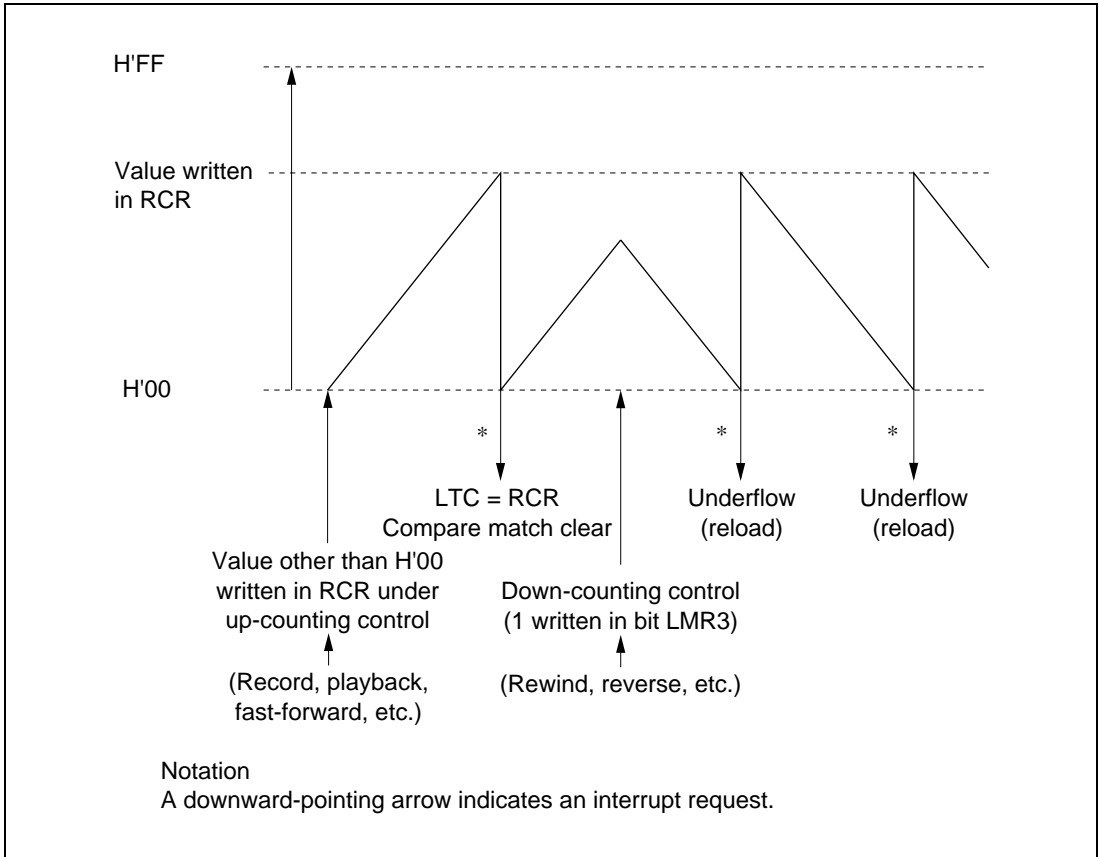 H'FF
Value written
in RCR
H'00
* * *
LTC = RCR
Compare match clear
Underflow
(reload)
Underflow
(reload)
Value other than H'00
written in RCR under
up-counting control
Down-counting control
(1 written in bit LMR3)
(Record, playback,
fast-forward, etc.)
(Rewind, reverse, etc.)
Notation
A downward-pointing arrow indicates an interrupt request.